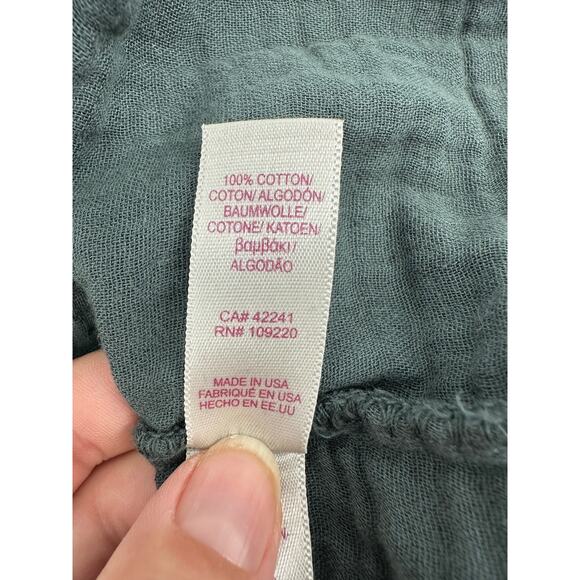 100% COTTON/
COTON/ALGODÓN/
BAUMWOLLE/
COTONE/ KATOEN/
βαμβάκι/
ALGODÃO
CA# 42241
RN# 109220
MADE IN USA
FABRIQUÉ EN USA
HECHO EN EE.UU